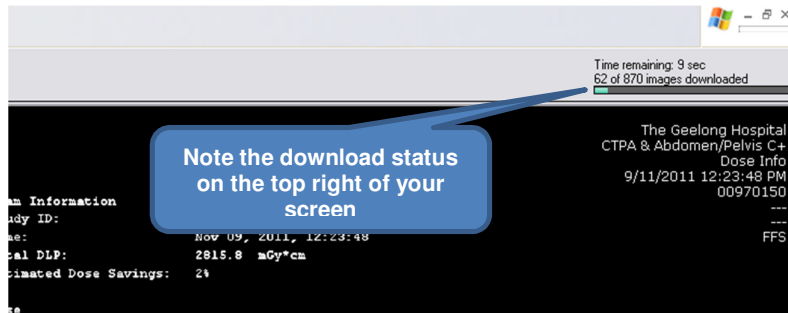 Time remaining: 9 sec
62 of 870 images downloaded
Note the download status
on the top right of your
screen
The Geelong Hospital
CTPA & Abdomen/Pelvis C+
Dose Info
9/11/2011 12:23:48 PM
00970150
---
---
FFS
am Information
udy ID:
me: Nov 09, 2011, 12:23:48
tal DLP: 2815.8 mGy*cm
timated Dose Savings: 2%